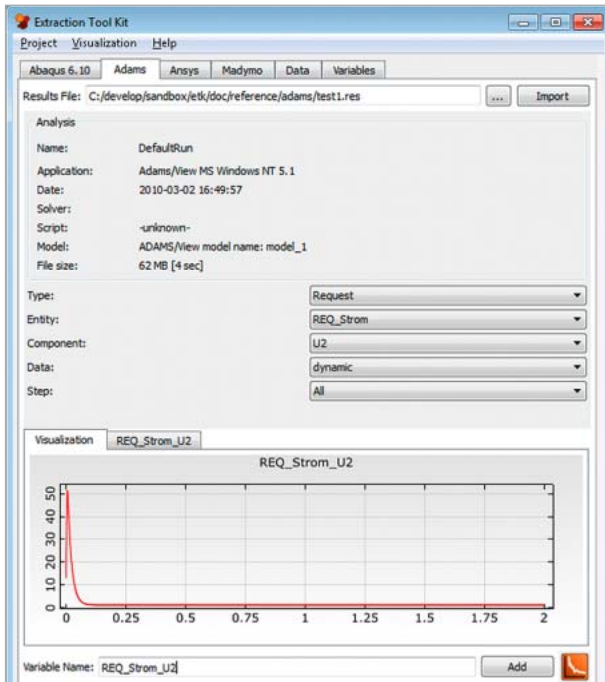 Extraction Tool Kit
Project Visualization Help
Abaqus 6.10 Adams Ansys Madymo Data Variables
Results File: C:/develop/sandbox/etk/doc/reference/adams/test1.res ... Import
Analysis
Name: DefaultRun
Application: Adams/View MS Windows NT 5.1
Date: 2010-03-02 16:49:57
Solver:
Script: -unknown-
Model: ADAMS/View model name: model_1
File size: 62 MB [4 sec]
Type: Request
Entity: REQ_Strom
Component: U2
Data: dynamic
Step: All
Visualization REQ_Strom_U2
REQ_Strom_U2
50
40
30
20
10
0
0 0.25 0.5 0.75 1 1.25 1.5 1.75 2
Variable Name: REQ_Strom_U2 Add